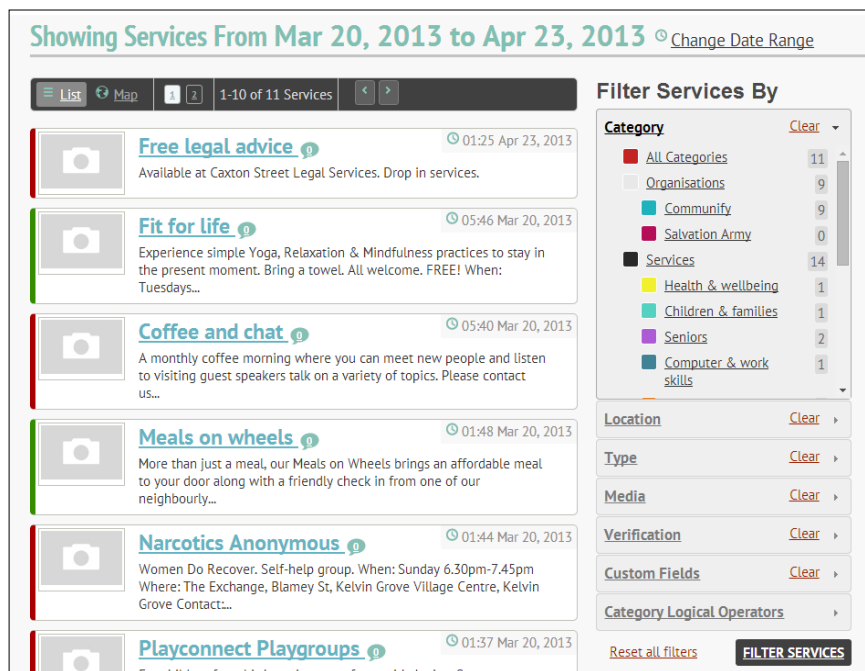 Showing Services From Mar 20, 2013 to Apr 23, 2013 Change Date Range
List Map 1 2 1-10 of 11 Services
Free legal advice 0 01:25 Apr 23, 2013
Available at Caxton Street Legal Services. Drop in services.
Fit for life 0 05:46 Mar 20, 2013
Experience simple Yoga, Relaxation & Mindfulness practices to stay in
the present moment. Bring a towel. All welcome. FREE! When:
Tuesdays...
Coffee and chat 0 05:40 Mar 20, 2013
A monthly coffee morning where you can meet new people and listen
to visiting guest speakers talk on a variety of topics. Please contact
us...
Meals on wheels 0 01:48 Mar 20, 2013
More than just a meal, our Meals on Wheels brings an affordable meal
to your door along with a friendly check in from one of our
neighbourly...
Narcotics Anonymous 0 01:44 Mar 20, 2013
Women Do Recover. Self-help group. When: Sunday 6.30pm-7.45pm
Where: The Exchange, Blamey St, Kelvin Grove Village Centre, Kelvin
Grove Contact:...
Playconnect Playgroups 0 01:37 Mar 20, 2013
Filter Services By
Category Clear
All Categories 11
Organisations 9
Communify 9
Salvation Army 0
Services 14
Health & wellbeing 1
Children & families 1
Seniors 2
Computer & work 1
skills
Location Clear
Type Clear
Media Clear
Verification Clear
Custom Fields Clear
Category Logical Operators
Reset all filters FILTER SERVICES